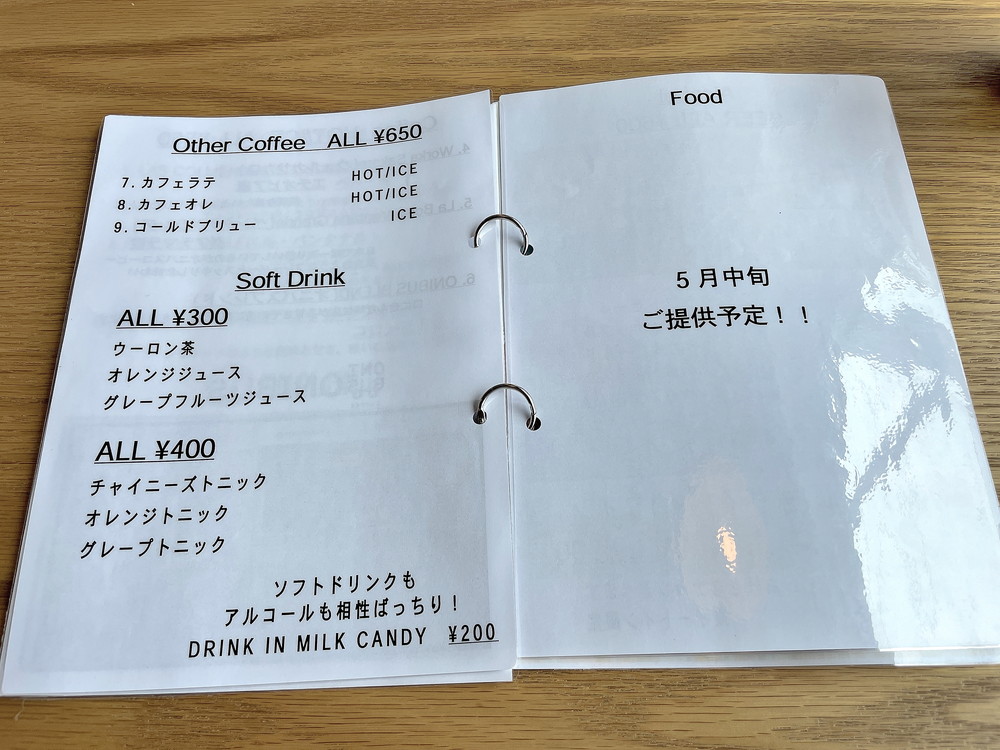 Other Coffee ALL ¥650
7. カフェラテ HOT/ICE
8. カフェオレ HOT/ICE
9. コールドブリュー ICE
Soft Drink
ALL ¥300
ウーロン茶
オレンジジュース
グレープフルーツジュース
ALL ¥400
チャイニーズトニック
オレンジトニック
グレープトニック
ソフトドリンクも
アルコールも相性ばっちり！
DRINK IN MILK CANDY ¥200
Food
5月中旬
ご提供予定！！